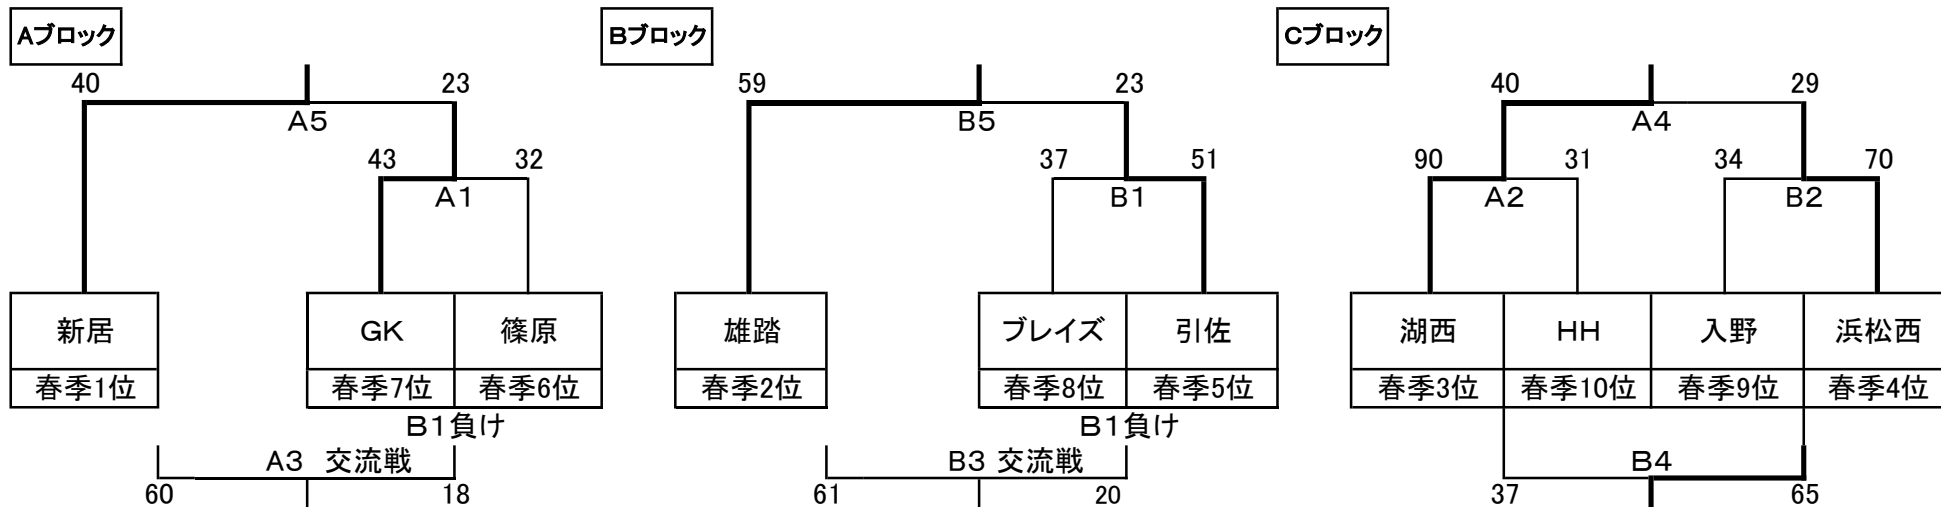 Aブロック
Bブロック
Cブロック
40 23 59 23 40 29
A5 B5 A4
43 32 37 51 90 31 34 70
A1 B1 A2 B2
新居 GK 篠原 雄踏 ブレイズ 引佐 湖西 HH 入野 浜松西
春季1位 春季7位 春季6位 春季2位 春季8位 春季5位 春季3位 春季10位 春季9位 春季4位
B1負け B1負け
A3 交流戦 B3 交流戦 B4
60 18 61 20 37 65